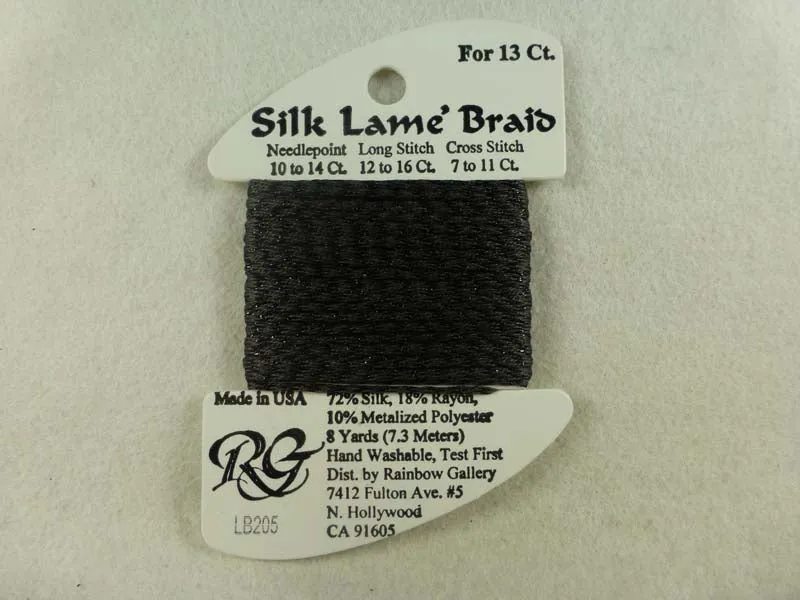 For 13 Ct.
Silk Lame' Braid
Needlepoint Long Stitch Cross Stitch
10 to 14 Ct. 12 to 16 Ct. 7 to 11 Ct.
Made in USA
72% Silk, 18% Rayon,
10% Metalized Polyester
8 Yards (7.3 Meters)
Hand Washable, Test First
Dist. by Rainbow Gallery
7412 Fulton Ave. #5
N. Hollywood
CA 91605
RG
LB205